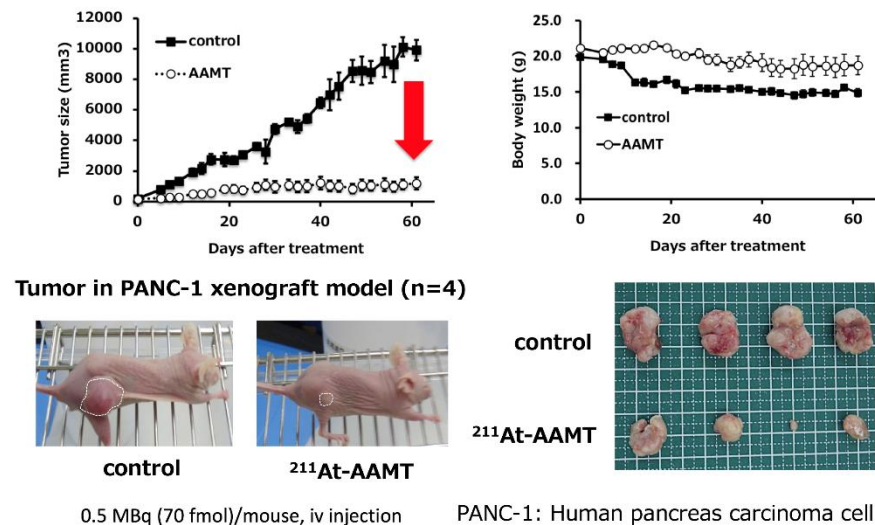 12000
10000
8000
6000
4000
2000
0
Tumor size (mm3)
control
AAMT
0 20 40 60
Days after treatment
25.0
20.0
15.0
10.0
5.0
0.0
Body weight (g)
control
AAMT
0 20 40 60
Days after treatment
Tumor in PANC-1 xenograft model (n=4)
control
²¹¹At-AAMT
0.5 MBq (70 fmol)/mouse, iv injection
control
²¹¹At-AAMT
PANC-1: Human pancreas carcinoma cell